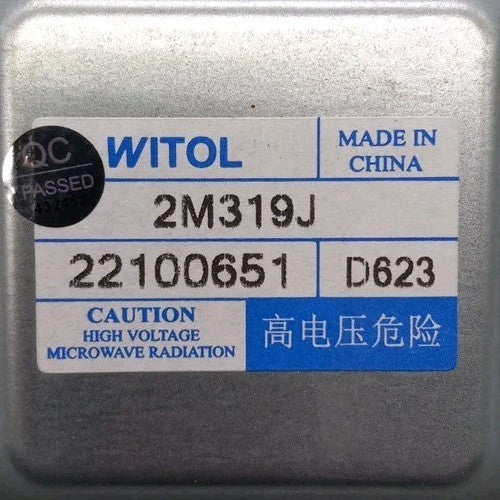 QC
PASSED
WITOL
MADE IN
CHINA
2M319J
22100651
D623
CAUTION
HIGH VOLTAGE
MICROWAVE RADIATION
高电压危险